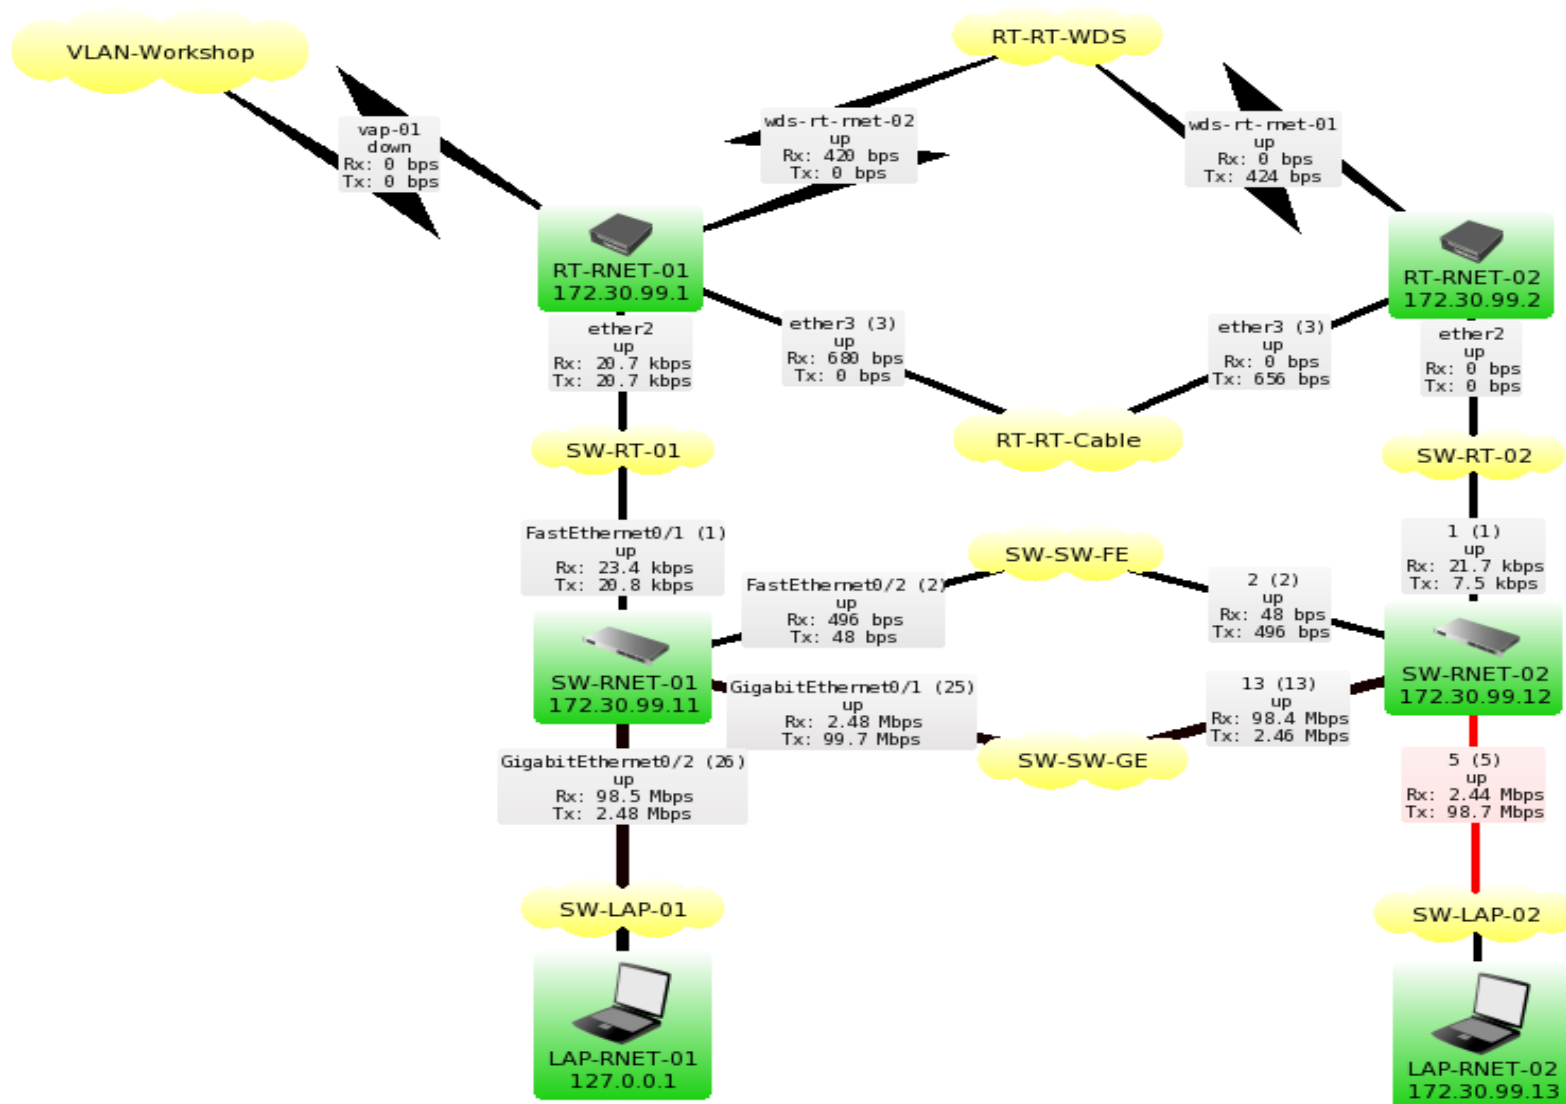 VLAN-Workshop
RT-RT-WDS
vap-01
down
Rx: 0 bps
Tx: 0 bps
wds-rt-rnet-02
up
Rx: 420 bps
Tx: 0 bps
wds-rt-rnet-01
up
Rx: 0 bps
Tx: 424 bps
RT-RNET-01
172.30.99.1
RT-RNET-02
172.30.99.2
ether2
up
Rx: 20.7 kbps
Tx: 20.7 kbps
ether3 (3)
up
Rx: 680 bps
Tx: 0 bps
ether3 (3)
up
Rx: 0 bps
Tx: 656 bps
ether2
up
Rx: 0 bps
Tx: 0 bps
SW-RT-01
RT-RT-Cable
SW-RT-02
FastEthernet0/1 (1)
up
Rx: 23.4 kbps
Tx: 20.8 kbps
SW-SW-FE
1 (1)
up
Rx: 21.7 kbps
Tx: 7.5 kbps
FastEthernet0/2 (2)
up
Rx: 496 bps
Tx: 48 bps
2 (2)
up
Rx: 48 bps
Tx: 496 bps
SW-RNET-01
172.30.99.11
SW-RNET-02
172.30.99.12
GigabitEthernet0/1 (25)
up
Rx: 2.48 Mbps
Tx: 99.7 Mbps
13 (13)
up
Rx: 98.4 Mbps
Tx: 2.46 Mbps
SW-SW-GE
GigabitEthernet0/2 (26)
up
Rx: 98.5 Mbps
Tx: 2.48 Mbps
5 (5)
up
Rx: 2.44 Mbps
Tx: 98.7 Mbps
SW-LAP-01
SW-LAP-02
LAP-RNET-01
127.0.0.1
LAP-RNET-02
172.30.99.13